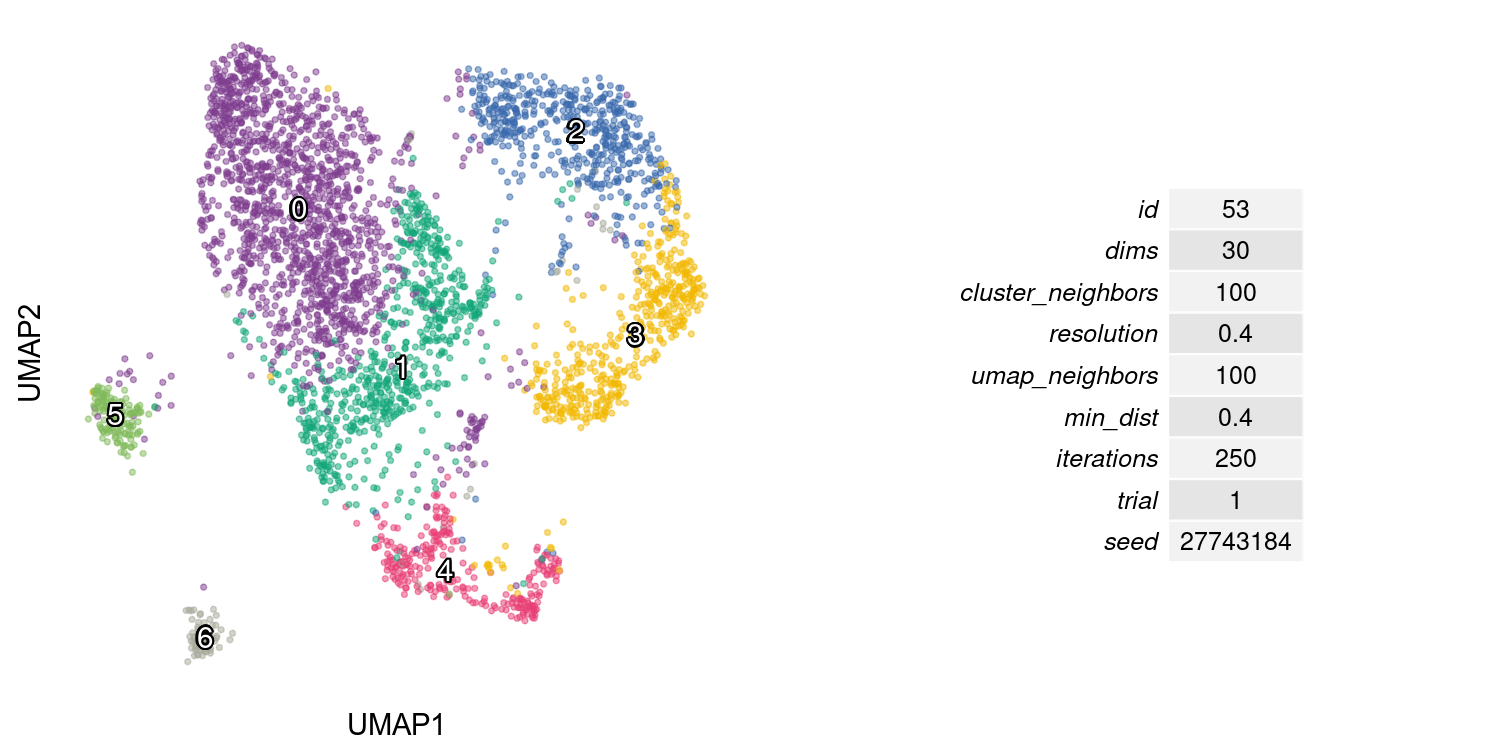 2
0
3
1
5
4
6
UMAP2
UMAP1
id 53
dims 30
cluster_neighbors 100
resolution 0.4
umap_neighbors 100
min_dist 0.4
iterations 250
trial 1
seed 27743184